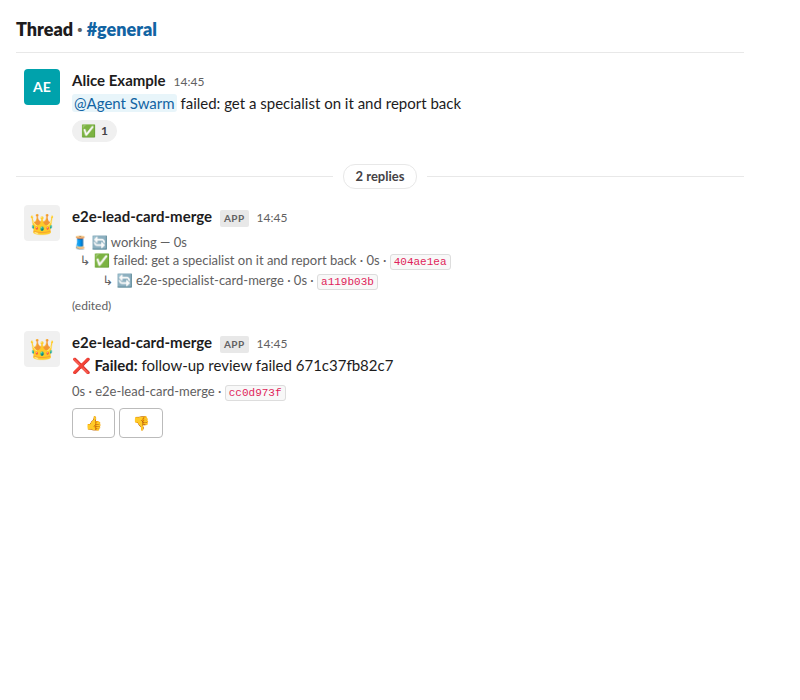 Thread • #general
AE
Alice Example 14:45
@Agent Swarm failed: get a specialist on it and report back
✅ 1
2 replies
e2e-lead-card-merge APP 14:45
🧵 🔄 working — 0s
↳ ✅ failed: get a specialist on it and report back · 0s · 404ae1ea
↳ 🔄 e2e-specialist-card-merge · 0s · a119b03b
(edited)
e2e-lead-card-merge APP 14:45
❌ Failed: follow-up review failed 671c37fb82c7
0s · e2e-lead-card-merge · cc0d973f
👍 👎